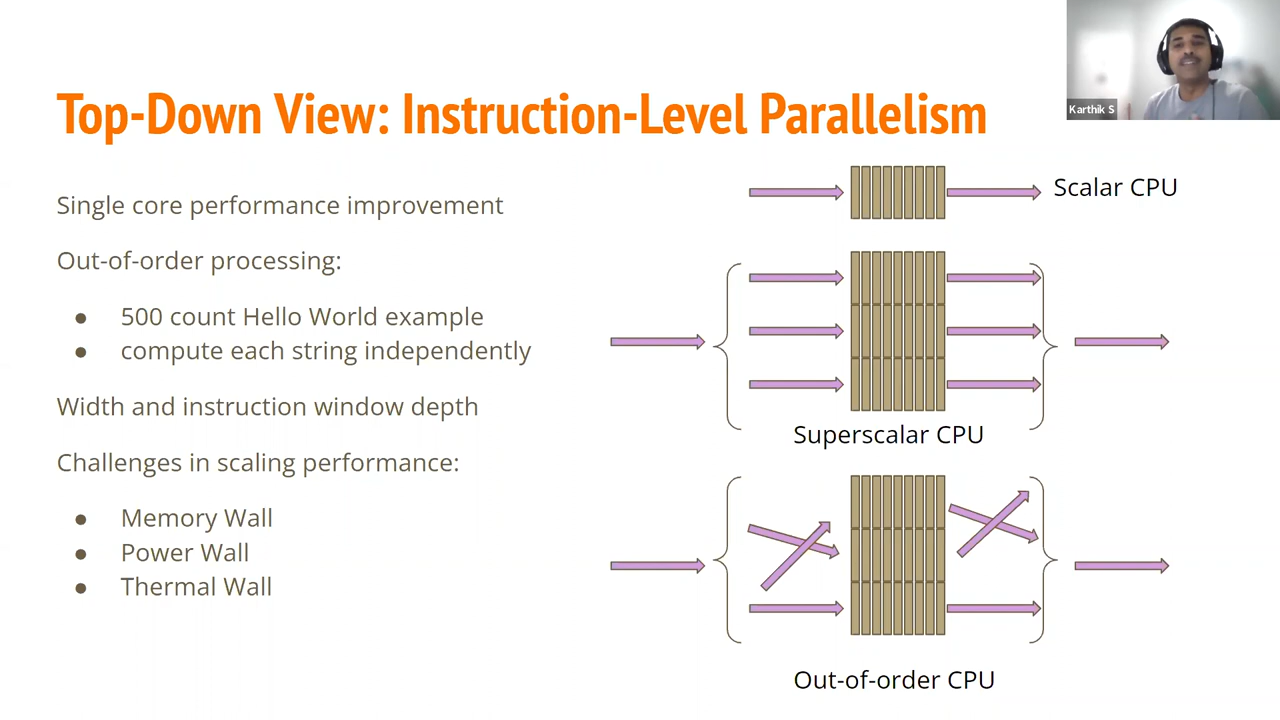 Top-Down View: Instruction-Level Parallelism
Karthik S
Single core performance improvement
Out-of-order processing:
● 500 count Hello World example
● compute each string independently
Width and instruction window depth
Challenges in scaling performance:
● Memory Wall
● Power Wall
● Thermal Wall
Scalar CPU
Superscalar CPU
Out-of-order CPU